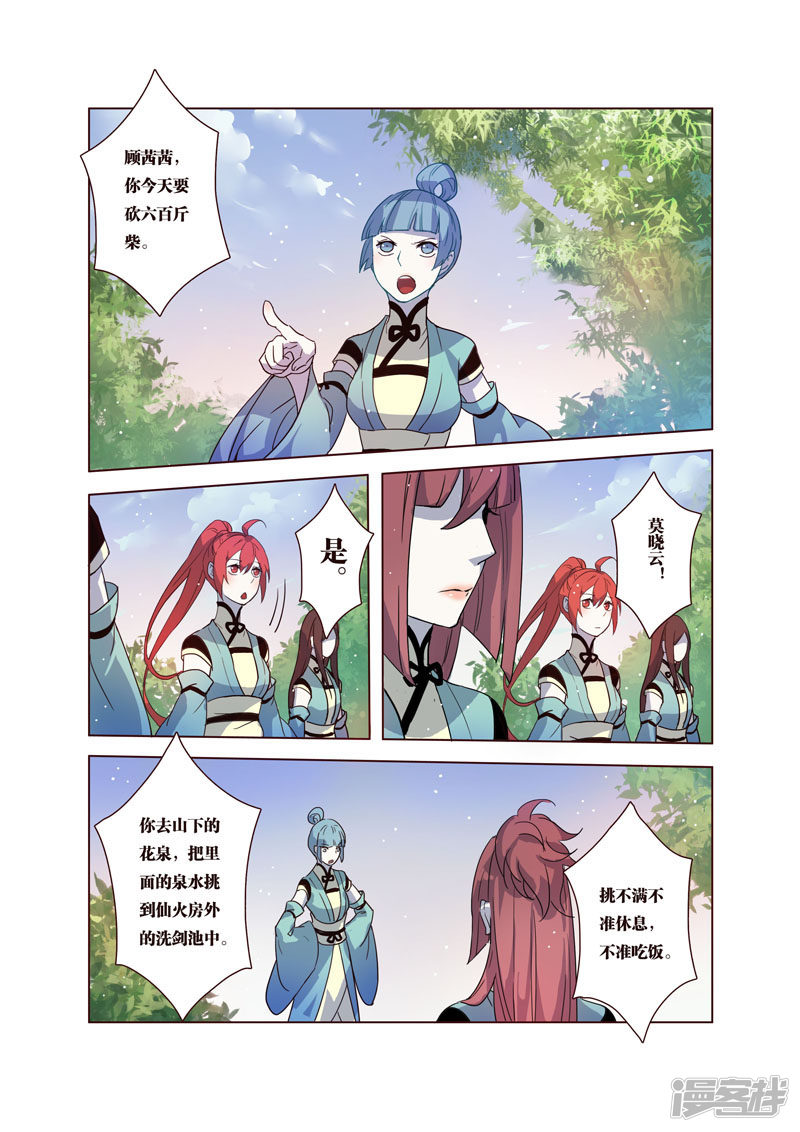 顾茜茜，
你今天要
砍六百斤
柴。
是。
莫晓云！
你去山下的
花泉，把里
面的泉水挑
到仙火房外
的洗剑池中。
挑不满不
准休息，
不准吃饭。
漫客栈